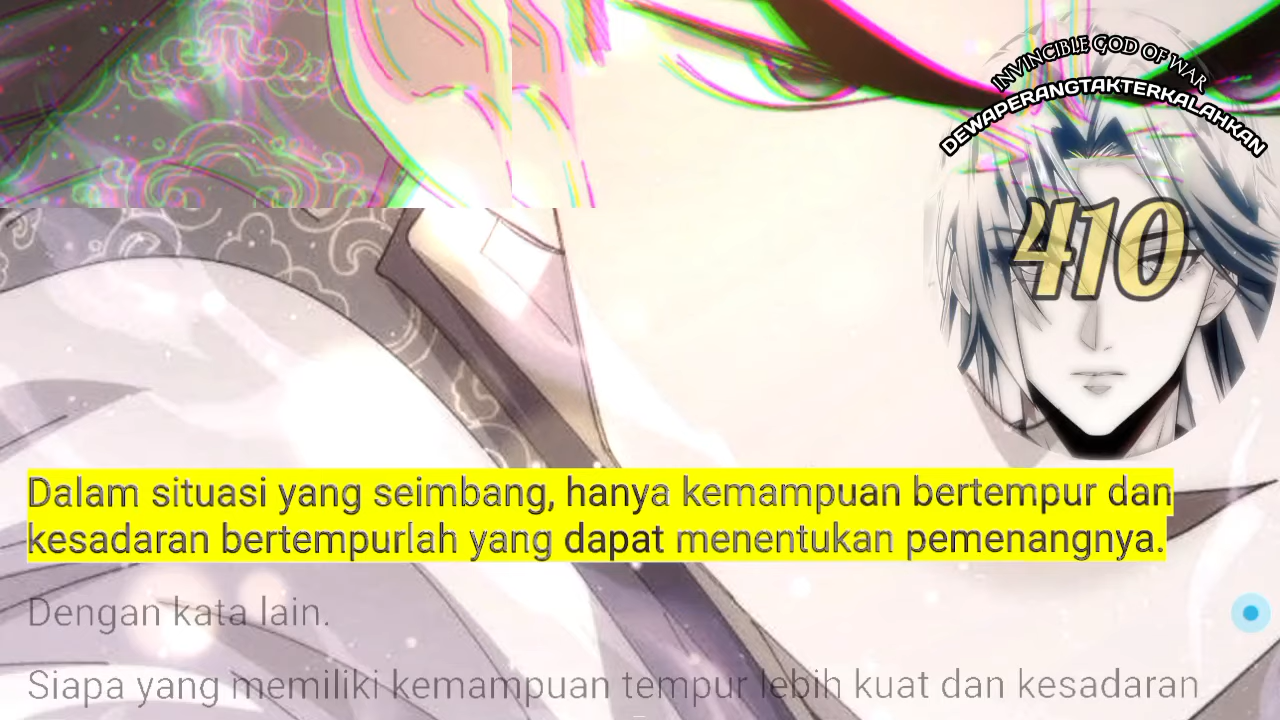 INVINCIBLE GOD OF WAR
DEWAPERANGTAKTERKALAHKAN
410
Dalam situasi yang seimbang, hanya kemampuan bertempur dan
kesadaran bertempurlah yang dapat menentukan pemenangnya.
Dengan kata lain.
Siapa yang memiliki kemampuan tempur lebih kuat dan kesadaran